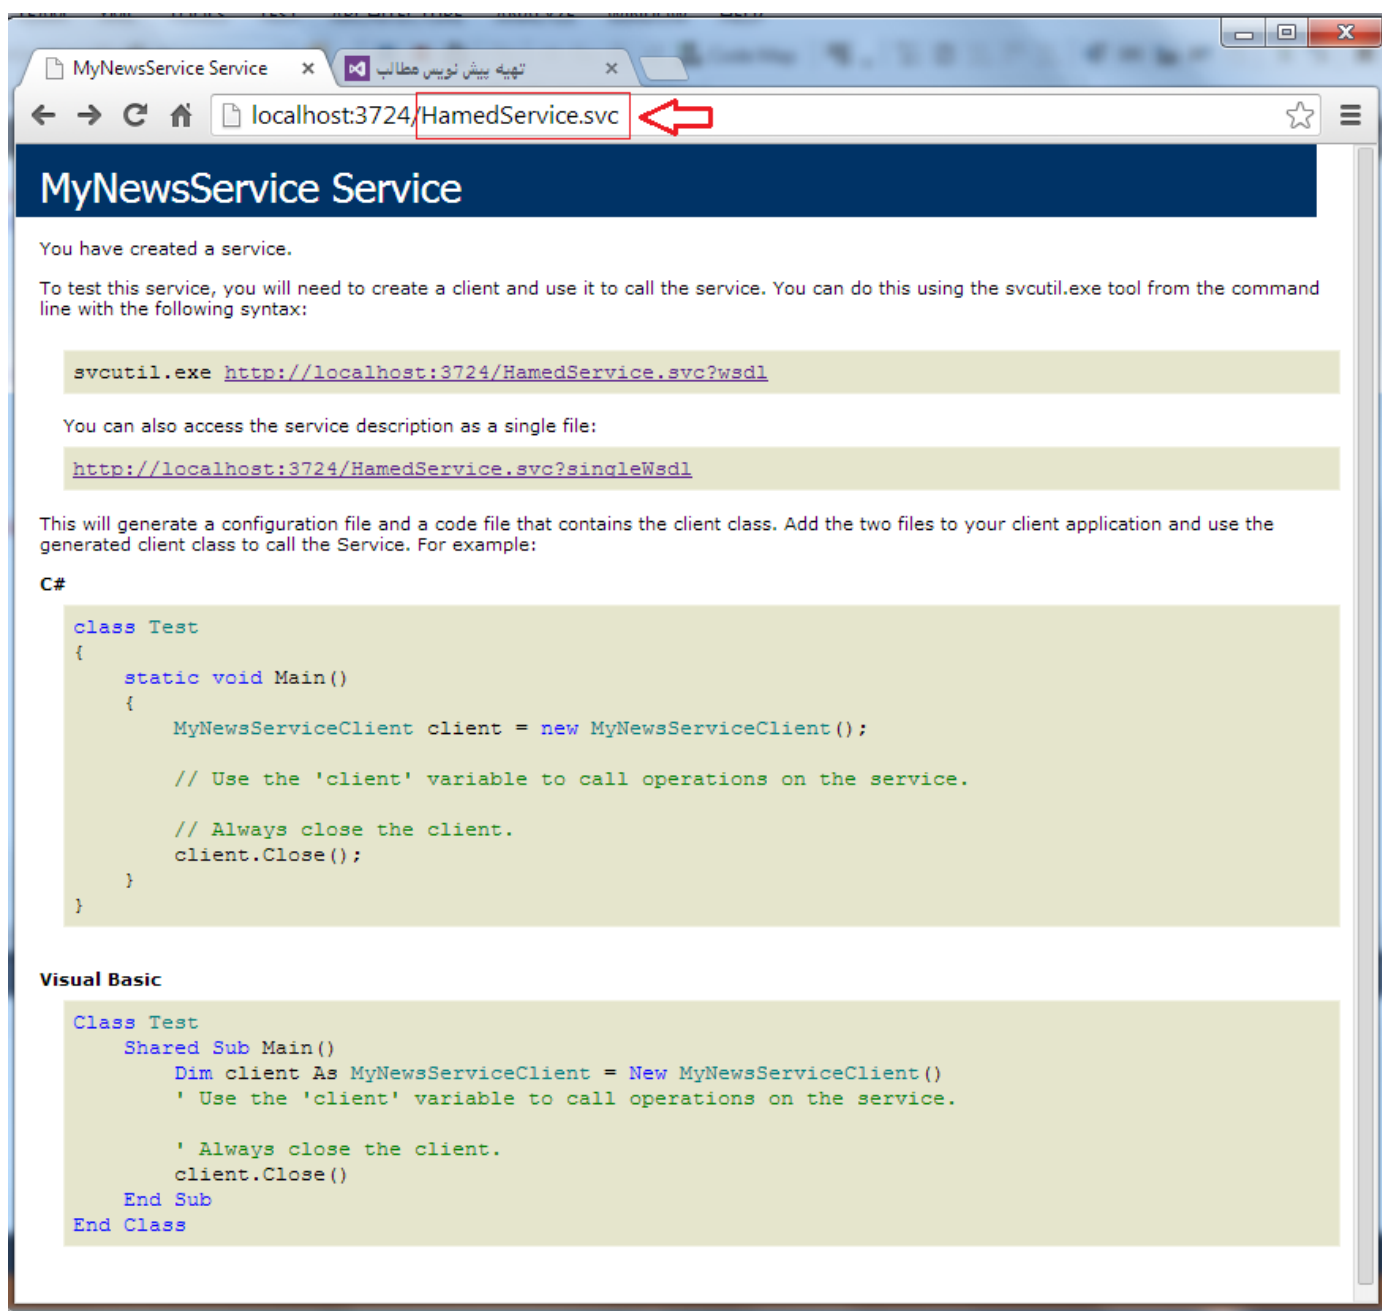 MyNewsService Service
تهیه پیش نویس مطالب
localhost:3724/HamedService.svc
MyNewsService Service
You have created a service.
To test this service, you will need to create a client and use it to call the service. You can do this using the svcutil.exe tool from the command
line with the following syntax:
svcutil.exe http://localhost:3724/HamedService.svc?wsdl
You can also access the service description as a single file:
http://localhost:3724/HamedService.svc?singleWsdl
This will generate a configuration file and a code file that contains the client class. Add the two files to your client application and use the
generated client class to call the Service. For example:
C#
class Test
{
static void Main()
{
MyNewsServiceClient client = new MyNewsServiceClient();
// Use the 'client' variable to call operations on the service.
// Always close the client.
client.Close();
}
}
Visual Basic
Class Test
Shared Sub Main()
Dim client As MyNewsServiceClient = New MyNewsServiceClient()
' Use the 'client' variable to call operations on the service.
' Always close the client.
client.Close()
End Sub
End Class